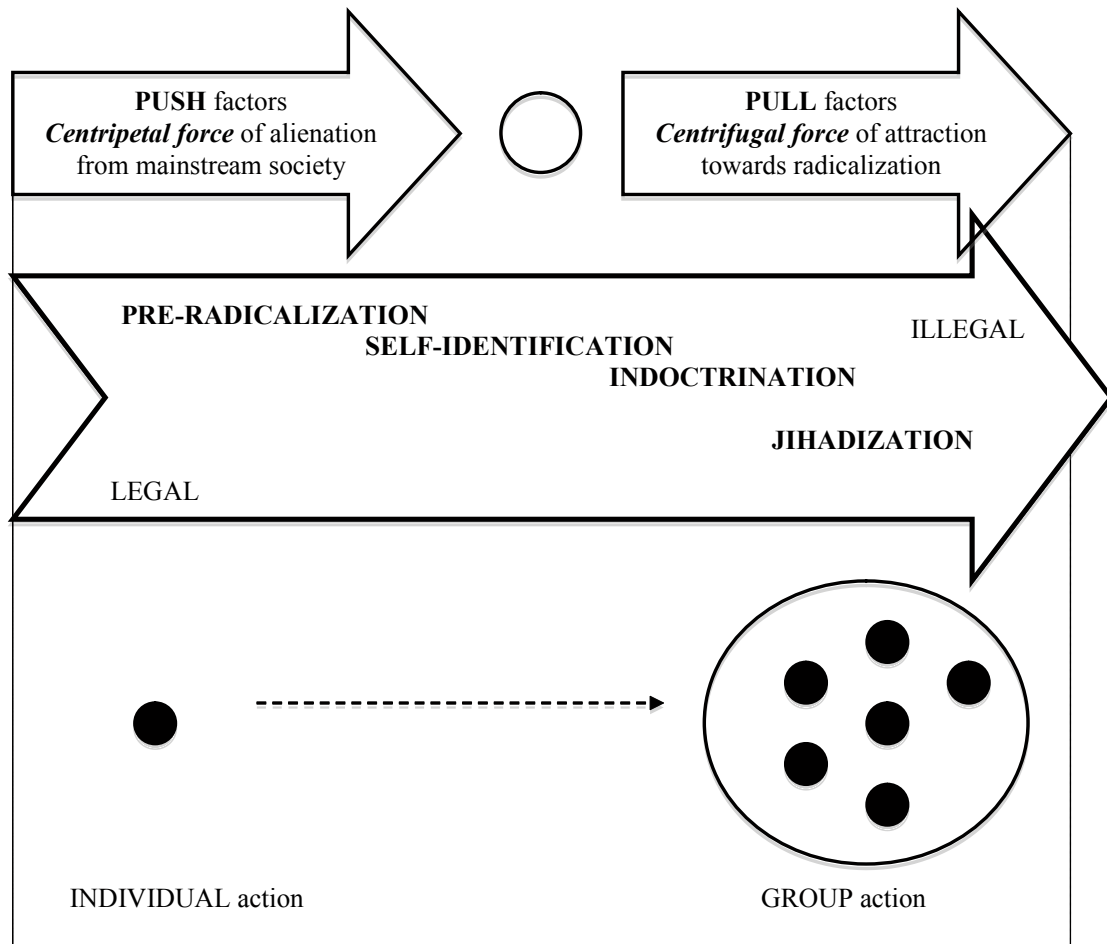 PUSH factors
Centripetal force of alienation
from mainstream society
PULL factors
Centrifugal force of attraction
towards radicalization
PRE-RADICALIZATION
ILLEGAL
SELF-IDENTIFICATION
INDOCTRINATION
JIHADIZATION
LEGAL
INDIVIDUAL action
GROUP action